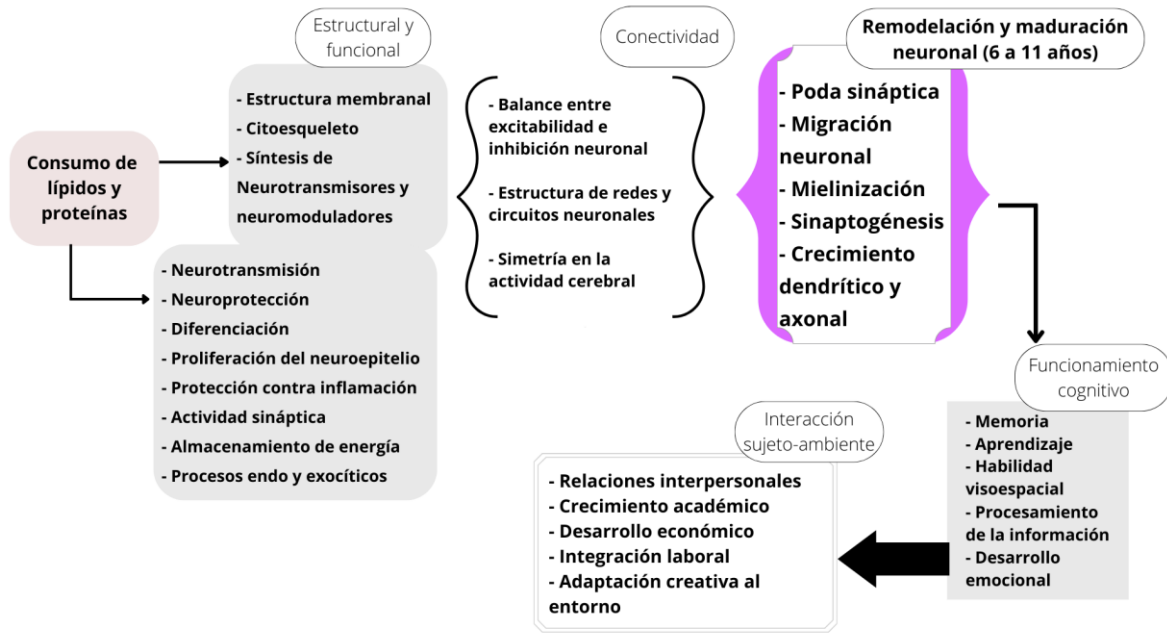 Consumo de
lípidos y
proteínas
Estructural y
funcional
- Estructura membranal
- Citoesqueleto
- Síntesis de
Neurotransmisores y
neuromoduladores
- Neurotransmisión
- Neuroprotección
- Diferenciación
- Proliferación del neuroepitelio
- Protección contra inflamación
- Actividad sináptica
- Almacenamiento de energía
- Procesos endo y exocíticos
Conectividad
- Balance entre
excitabilidad e
inhibición neuronal
- Estructura de redes y
circuitos neuronales
- Simetría en la
actividad cerebral
Remodelación y maduración
neuronal (6 a 11 años)
- Poda sináptica
- Migración
neuronal
- Mielinización
- Sinaptogénesis
- Crecimiento
dendrítico y
axonal
Funcionamiento
cognitivo
- Memoria
- Aprendizaje
- Habilidad
visoespacial
- Procesamiento
de la información
- Desarrollo
emocional
Interacción
sujeto-ambiente
- Relaciones interpersonales
- Crecimiento académico
- Desarrollo económico
- Integración laboral
- Adaptación creativa al
entorno